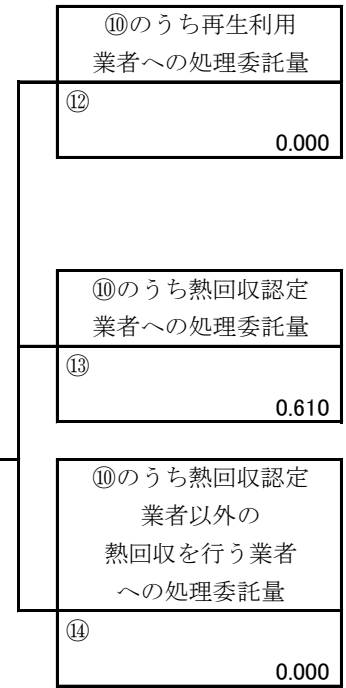 ⑩のうち再生利用
業者への処理委託量
⑫
0.000
⑩のうち熱回収認定
業者への処理委託量
⑬
0.610
⑩のうち熱回収認定
業者以外の
熱回収を行う業者
への処理委託量
⑭
0.000